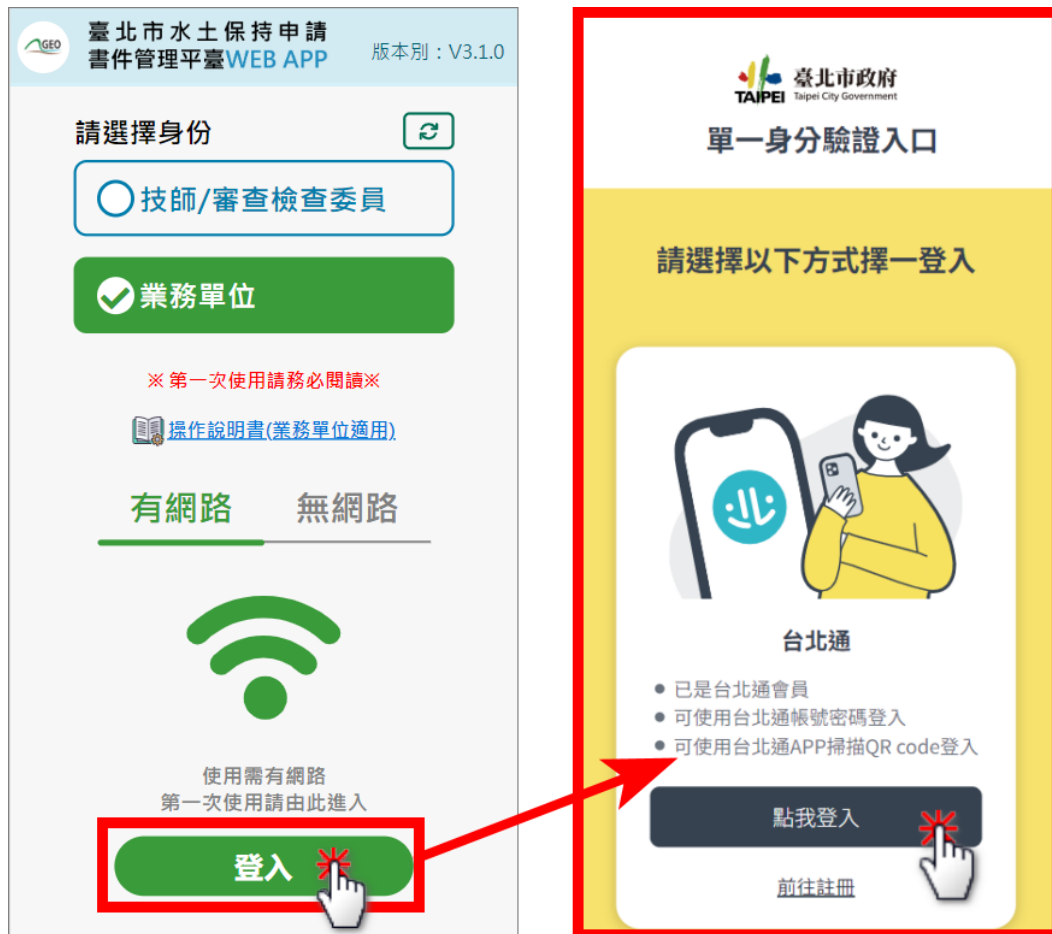 GEO
臺北市水土保持申請
書件管理平臺WEB APP
版本別：V3.1.0
請選擇身份
技師/審查檢查委員
業務單位
※第一次使用請務必閱讀※
操作說明書(業務單位適用)
有網路
無網路
使用需有網路
第一次使用請由此進入
登入
TAIPEI
臺北市政府
Taipei City Government
單一身分驗證入口
請選擇以下方式擇一登入
台北通
已是台北通會員
可使用台北通帳號密碼登入
可使用台北通APP掃描QR code登入
點我登入
前往註冊